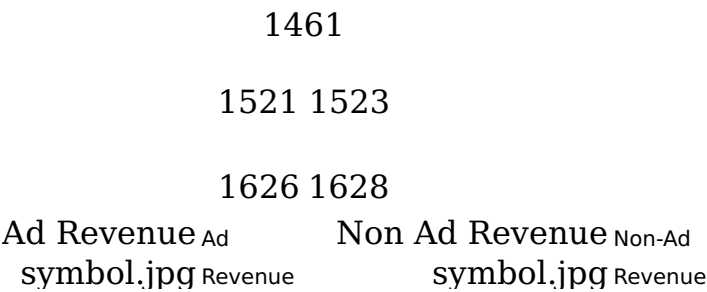 1461
1521 1523
1626 1628
Ad Revenue Ad Non Ad Revenue Non-Ad
symbol.jpg Revenue symbol.jpg Revenue